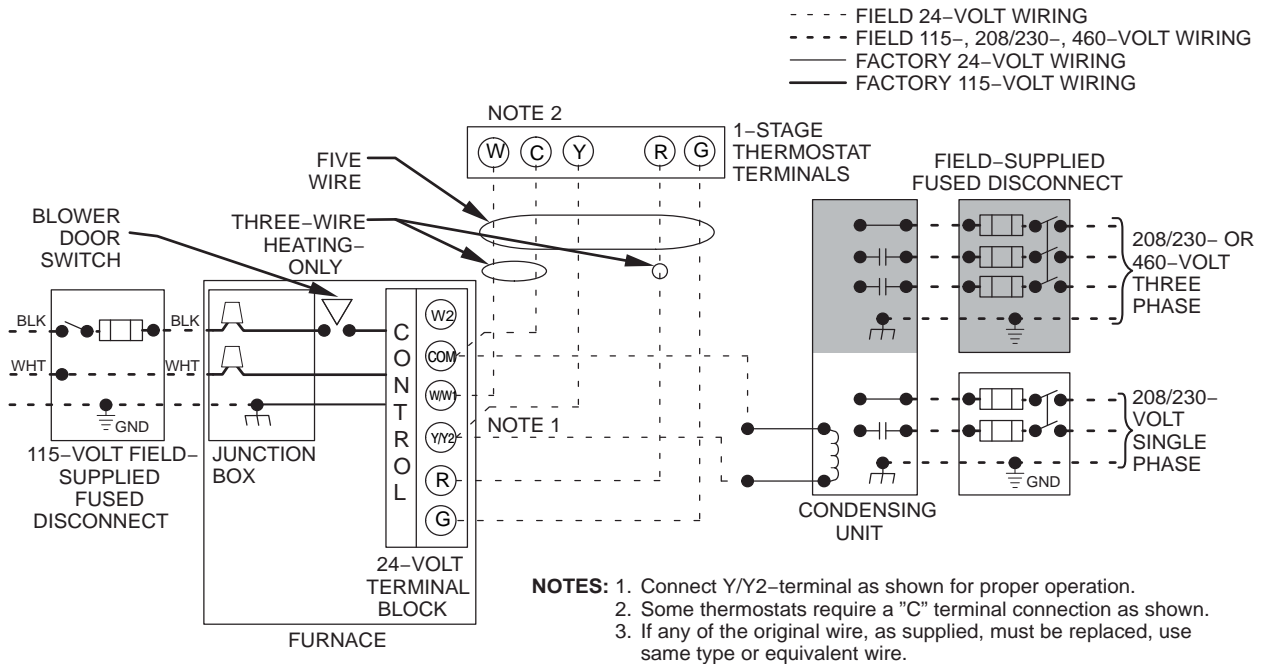 FIELD 24–VOLT WIRING
FIELD 115–, 208/230–, 460–VOLT WIRING
FACTORY 24–VOLT WIRING
FACTORY 115–VOLT WIRING
NOTE 2
W
C
Y
R
G
1–STAGE
THERMOSTAT
TERMINALS
FIVE
WIRE
THREE–WIRE
HEATING–
ONLY
BLOWER
DOOR
SWITCH
FIELD–SUPPLIED
FUSED DISCONNECT
208/230– OR
460–VOLT
THREE
PHASE
BLK
BLK
WHT
WHT
GND
115–VOLT FIELD–
SUPPLIED
FUSED
DISCONNECT
JUNCTION
BOX
CONTROL
W2
COM
W/W1
Y/Y2
R
G
NOTE 1
24–VOLT
TERMINAL
BLOCK
FURNACE
208/230–
VOLT
SINGLE
PHASE
GND
CONDENSING
UNIT
NOTES: 1. Connect Y/Y2–terminal as shown for proper operation.
2. Some thermostats require a ”C” terminal connection as shown.
3. If any of the original wire, as supplied, must be replaced, use
same type or equivalent wire.